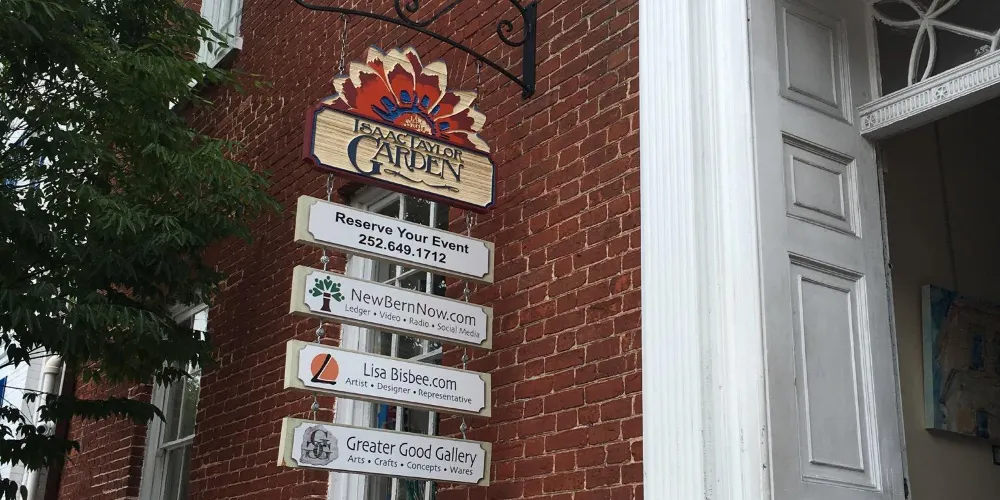 Isaac Taylor
Garden
Reserve Your Event
252.649.1712
NewBernNow.com
Ledger • Video • Radio • Social Media
Lisa Bisbee.com
Artist • Designer • Representative
GGG
Greater Good Gallery
Arts • Crafts • Concepts • Wares